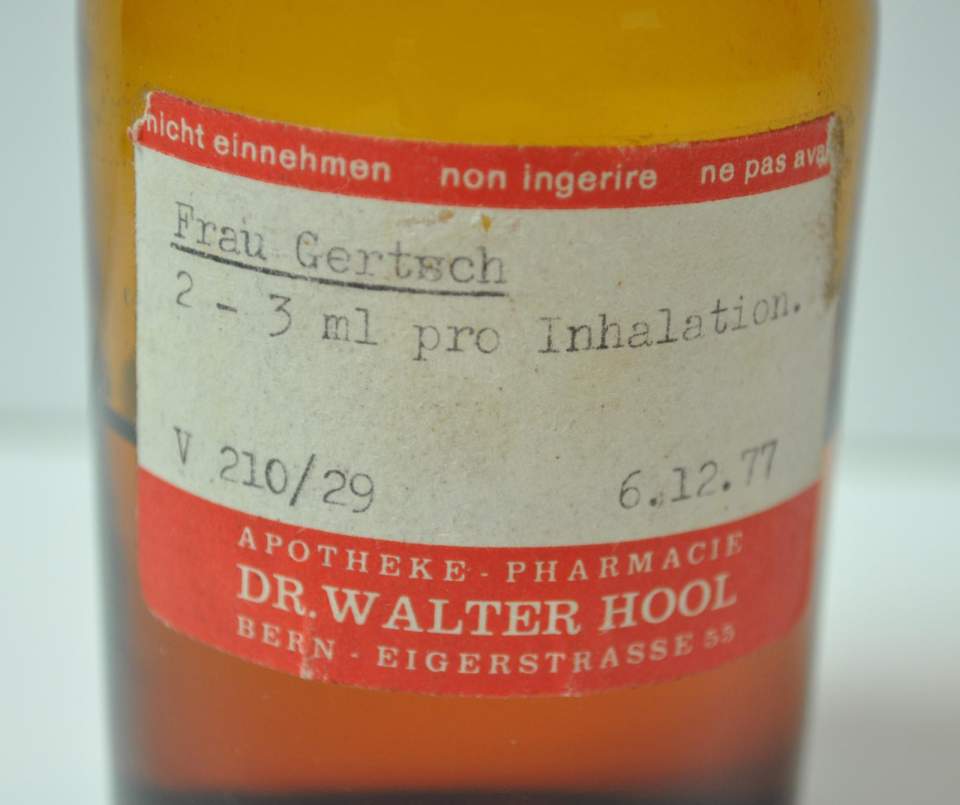 nicht einnehmen non ingerire ne pas
Frau Gertsch
2 - 3 ml pro Inhalation.
V 210/29 6.12.77
APOTHEKE - PHARMACIE
DR. WALTER HOOL
BERN - EIGERSTRASSE 55